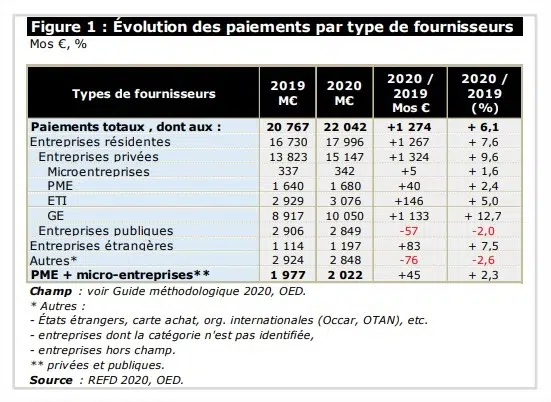 Figure 1 : Évolution des paiements par type de fournisseurs
Mos €, %
Types de fournisseurs 2019 M€ 2020 M€ 2020 / 2019 Mos € 2020 / 2019 (%)
Paiements totaux , dont aux : 20 767 22 042 +1 274 + 6,1
Entreprises résidentes 16 730 17 996 +1 267 + 7,6
Entreprises privées 13 823 15 147 +1 324 + 9,6
Microentreprises 337 342 +5 + 1,6
PME 1 640 1 680 +40 + 2,4
ETI 2 929 3 076 +146 + 5,0
GE 8 917 10 050 +1 133 + 12,7
Entreprises publiques 2 906 2 849 -57 -2,0
Entreprises étrangères 1 114 1 197 +83 + 7,5
Autres* 2 924 2 848 -76 -2,6
PME + micro-entreprises** 1 977 2 022 +45 + 2,3
Champ : voir Guide méthodologique 2020, OED.
* Autres :
- États étrangers, carte achat, org. internationales (Occar, OTAN), etc.
- entreprises dont la catégorie n'est pas identifiée,
- entreprises hors champ.
** privées et publiques.
Source : REFD 2020, OED.